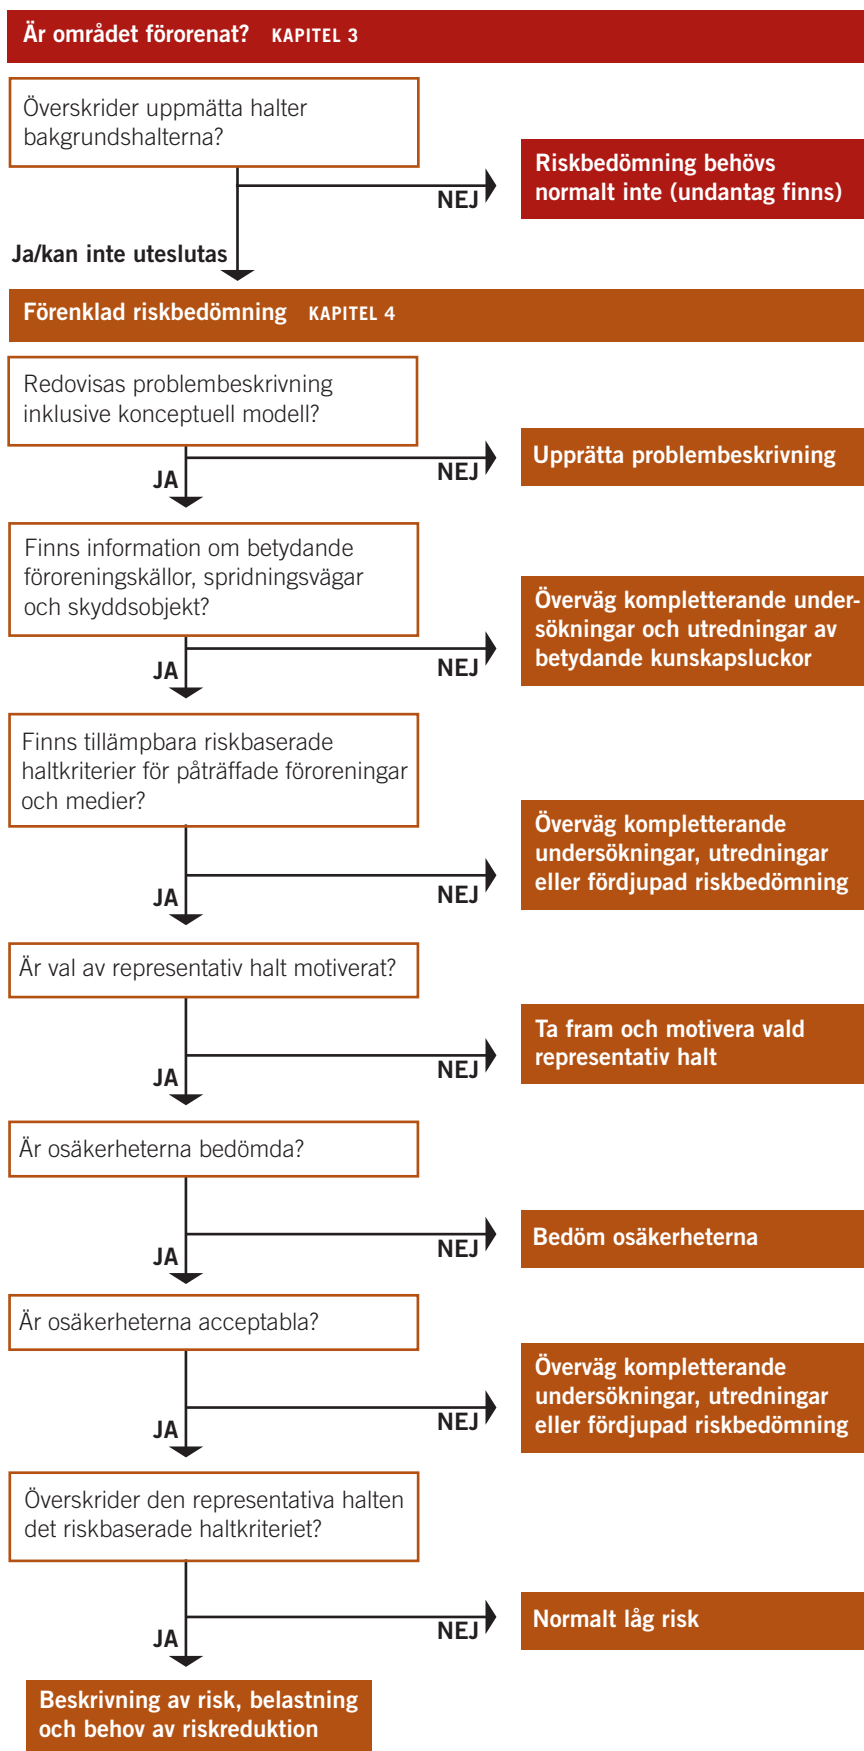 Är området förorenat? KAPITEL 3
Överskrider uppmätta halter
bakgrundshalterna?
NEJ
Riskbedömning behövs
normalt inte (undantag finns)
Ja/kan inte uteslutas
Förenklad riskbedömning KAPITEL 4
Redovisas problembeskrivning
inklusive konceptuell modell?
JA
NEJ
Upprätta problembeskrivning
Finns information om betydande
föroreningskällor, spridningsvägar
och skyddsobjekt?
JA
NEJ
Överväg kompletterande under-
sökningar och utredningar av
betydande kunskapsluckor
Finns tillämpbara riskbaserade
haltkriterier för påträffade föroreningar
och medier?
JA
NEJ
Överväg kompletterande
undersökningar, utredningar
eller fördjupad riskbedömning
Är val av representativ halt motiverat?
JA
NEJ
Ta fram och motivera vald
representativ halt
Är osäkerheterna bedömda?
JA
NEJ
Bedöm osäkerheterna
Är osäkerheterna acceptabla?
JA
NEJ
Överväg kompletterande
undersökningar, utredningar
eller fördjupad riskbedömning
Överskrider den representativa halten
det riskbaserade haltkriteriet?
JA
NEJ
Normalt låg risk
Beskrivning av risk, belastning
och behov av riskreduktion